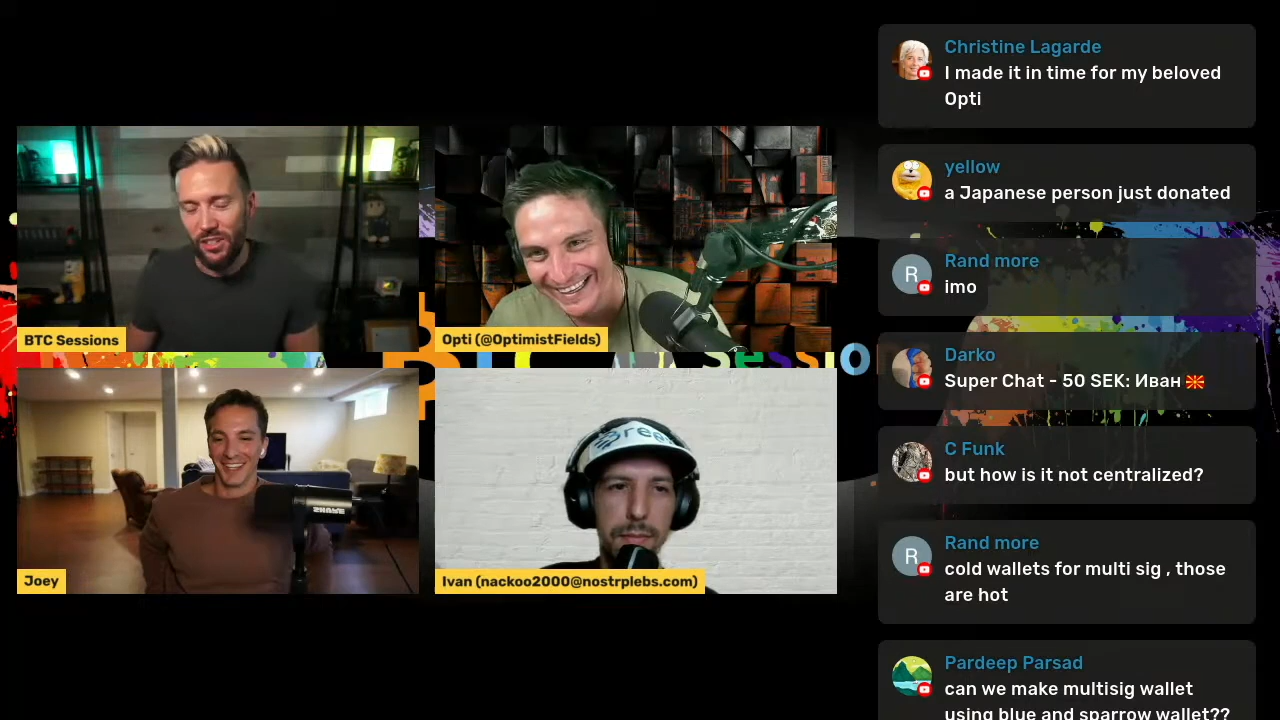 BTC Sessions
Opti (@OptimistFields)
Joey
Ivan (nackoo2000@nostrplebs.com)
Breez
SHURE
Christine Lagarde
I made it in time for my beloved
Opti
yellow
a Japanese person just donated
R
Rand more
imo
Darko
Super Chat - 50 SEK: Иван 🇲🇰
C Funk
but how is it not centralized?
R
Rand more
cold wallets for multi sig , those
are hot
Pardeep Parsad
can we make multisig wallet
using blue and sparrow wallet??